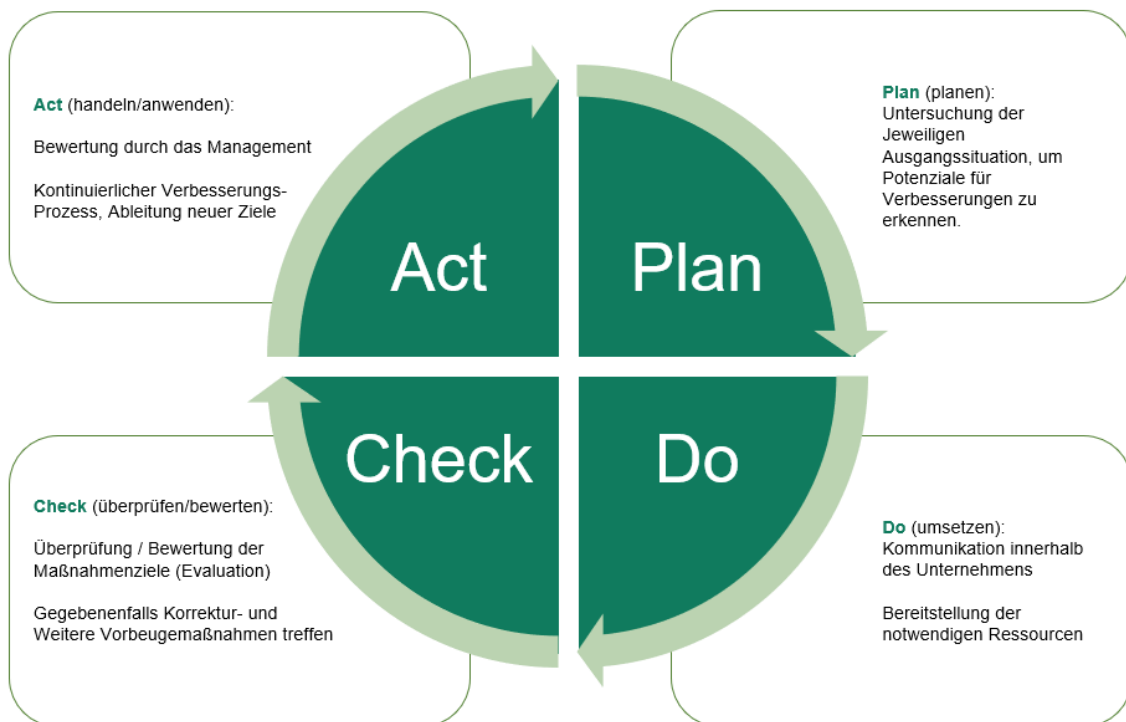 Act (handeln/anwenden):
Bewertung durch das Management
Kontinuierlicher Verbesserungs-
Prozess, Ableitung neuer Ziele
Plan (planen):
Untersuchung der
Jeweiligen
Ausgangssituation, um
Potenziale für
Verbesserungen zu
erkennen.
Act
Plan
Check
Do
Check (überprüfen/bewerten):
Überprüfung / Bewertung der
Maßnahmenziele (Evaluation)
Gegebenenfalls Korrektur- und
Weitere Vorbeugemaßnahmen treffen
Do (umsetzen):
Kommunikation innerhalb
des Unternehmens
Bereitstellung der
notwendigen Ressourcen